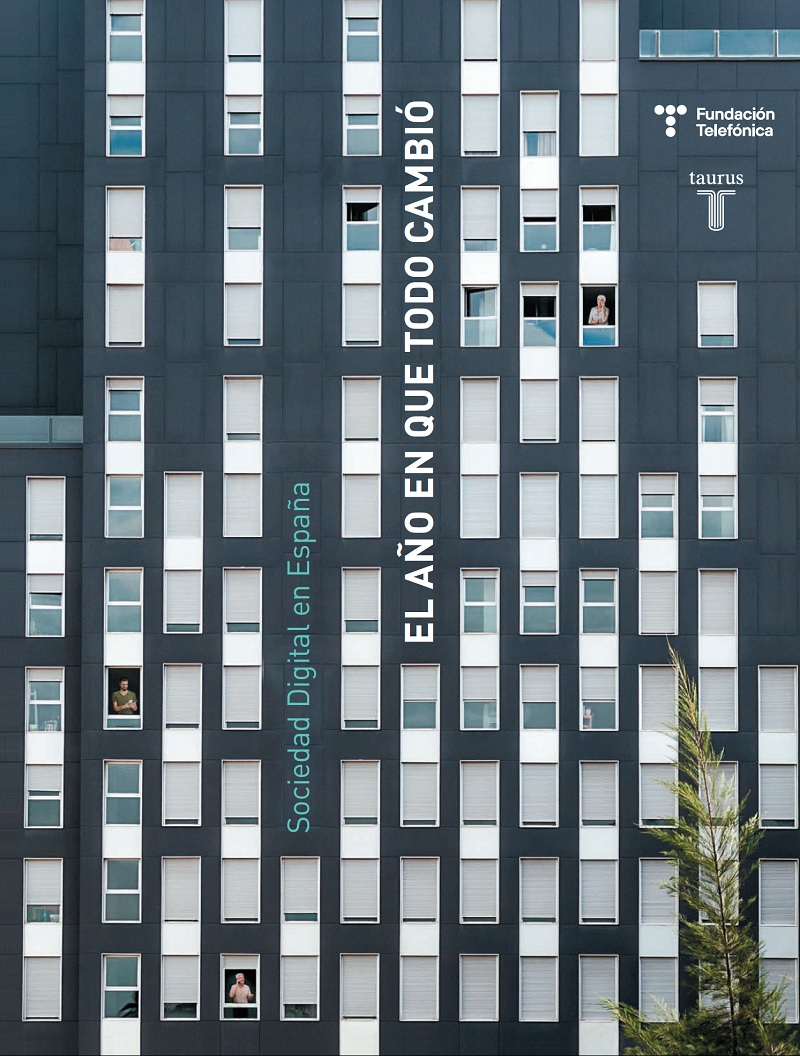 Fundación
Telefónica
taurus
EL AÑO EN QUE TODO CAMBIÓ
Sociedad Digital en España